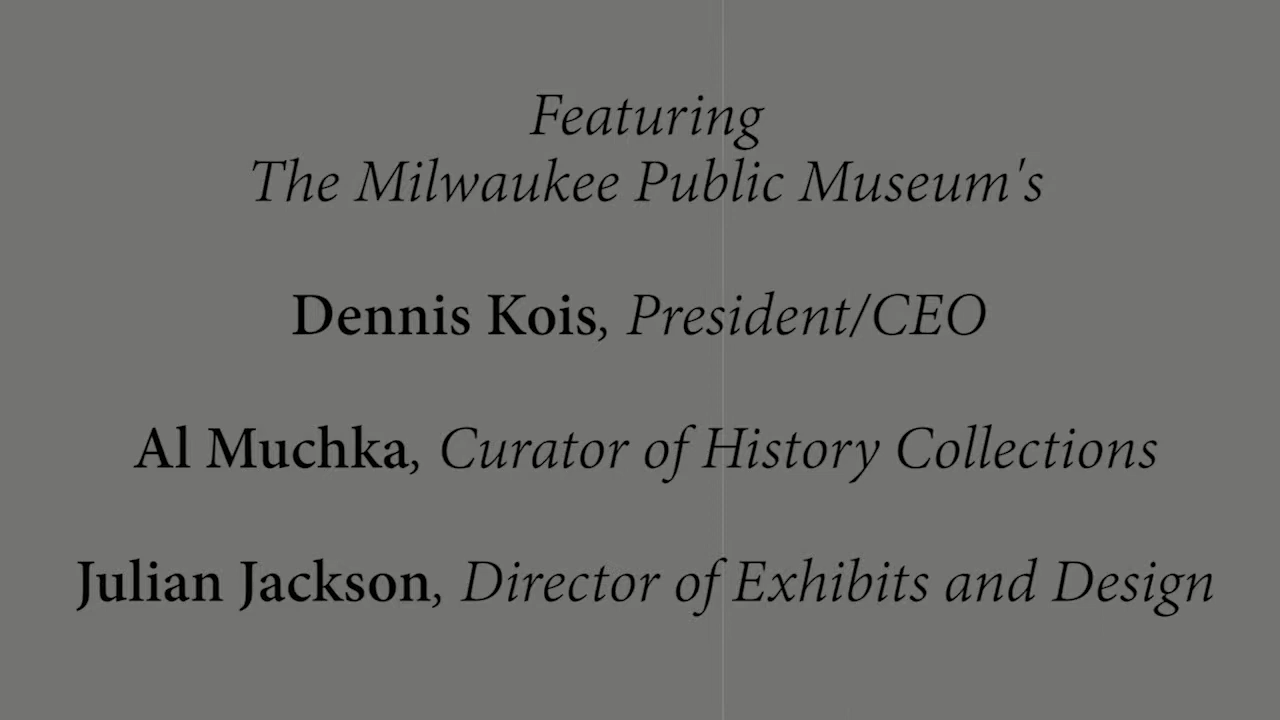 Featuring
The Milwaukee Public Museum's
Dennis Kois, President/CEO
Al Muchka, Curator of History Collections
Julian Jackson, Director of Exhibits and Design